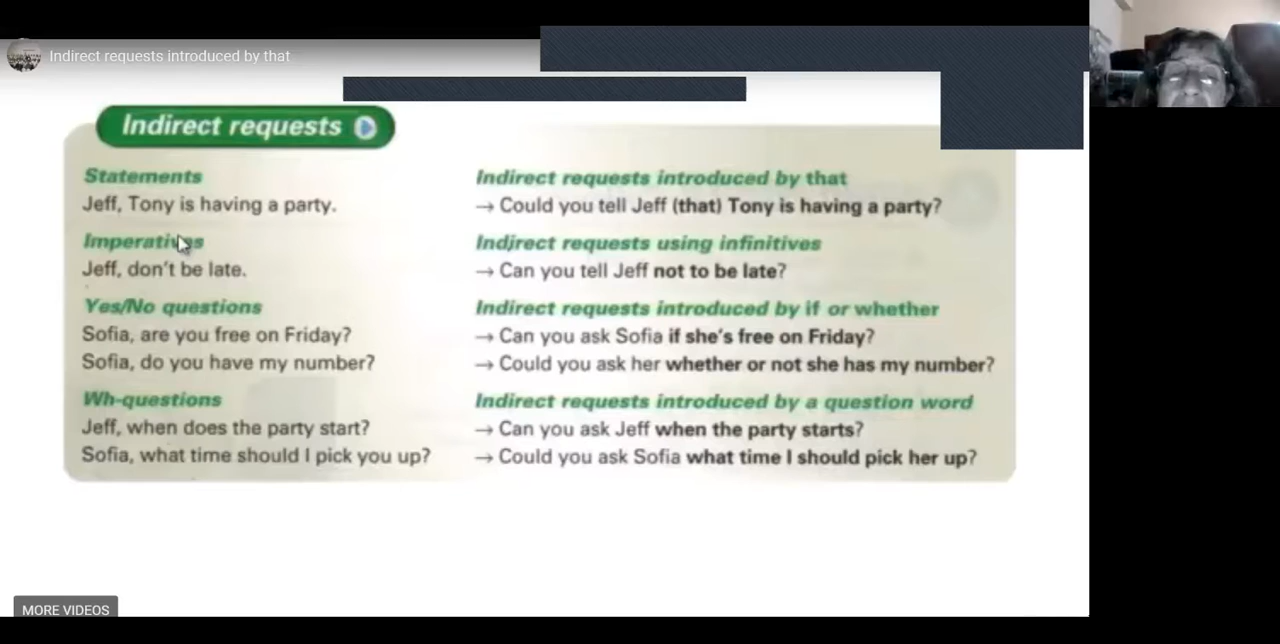 Indirect requests introduced by that
Indirect requests
Statements
Jeff, Tony is having a party.
Indirect requests introduced by that
→ Could you tell Jeff (that) Tony is having a party?
Imperatives
Jeff, don't be late.
Indirect requests using infinitives
→ Can you tell Jeff not to be late?
Yes/No questions
Sofia, are you free on Friday?
Sofia, do you have my number?
Indirect requests introduced by if or whether
→ Can you ask Sofia if she's free on Friday?
→ Could you ask her whether or not she has my number?
Wh-questions
Jeff, when does the party start?
Sofia, what time should I pick you up?
Indirect requests introduced by a question word
→ Can you ask Jeff when the party starts?
→ Could you ask Sofia what time I should pick her up?
MORE VIDEOS